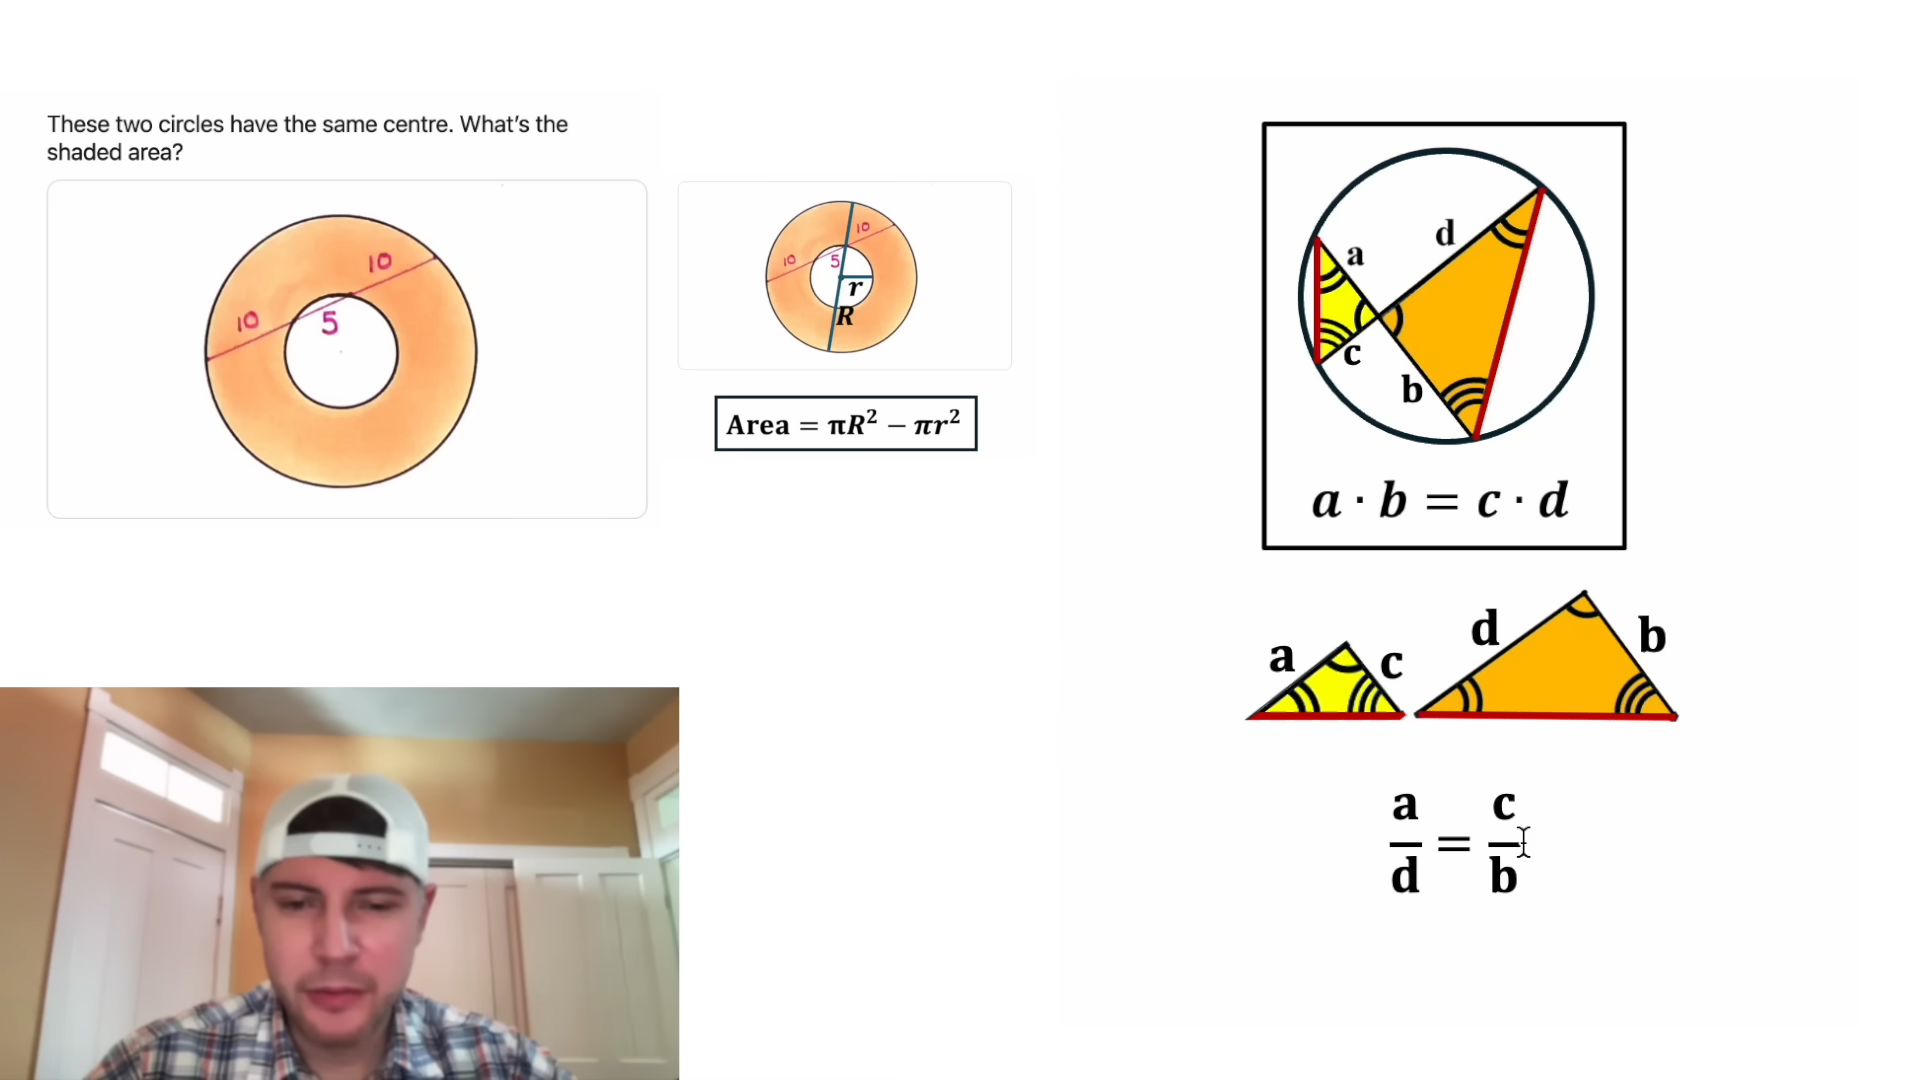 These two circles have the same centre. What's the
shaded area?
10
10
5
10
10
5
r
R
Area = πR² − πr²
d
a
c
b
a · b = c · d
a
c
d
b
a/d = c/b